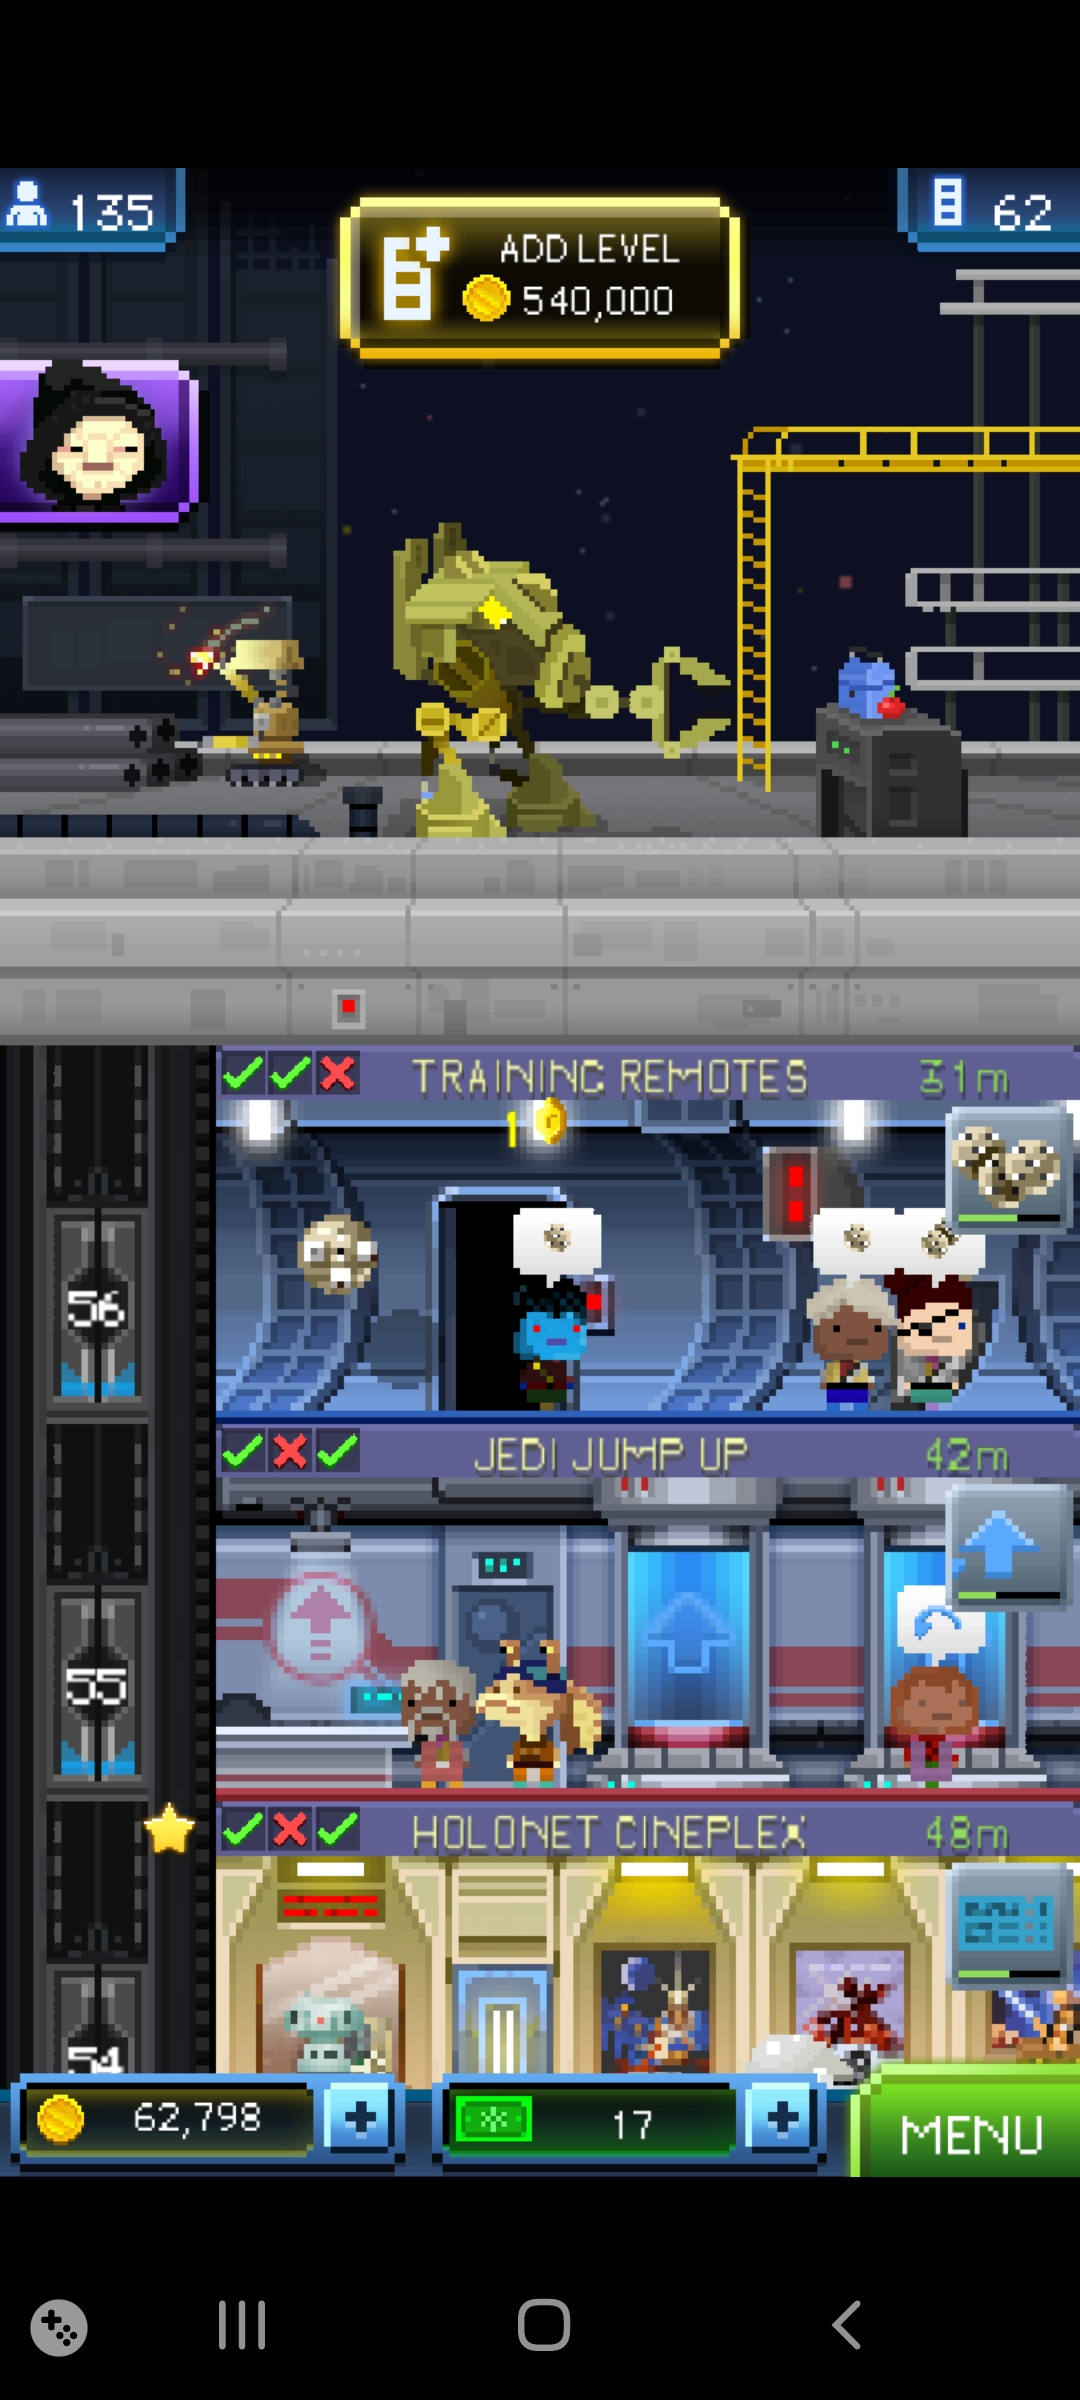 135
ADD LEVEL
540,000
62
TRAINING REMOTES 31m
1
56
JEDI JUMP UP 42m
55
HOLONET CINEPLEX 48m
54
62,798
17
MENU